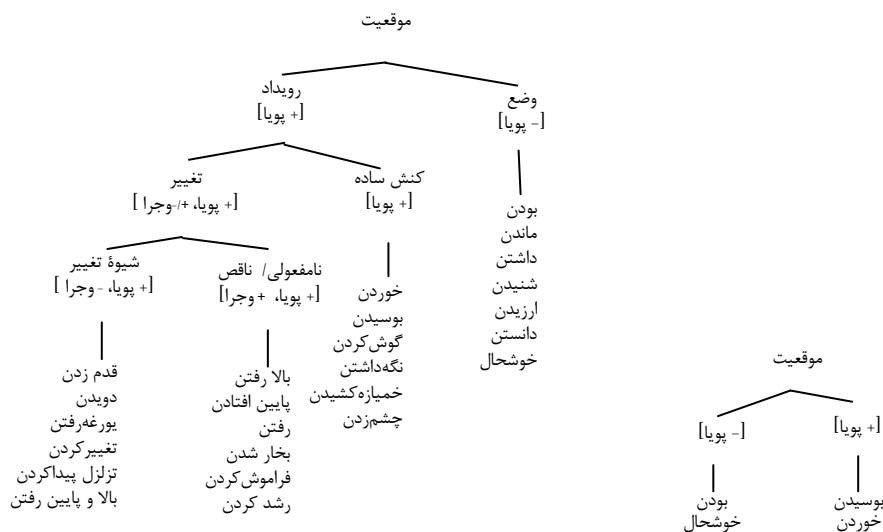 موقعیت
رویداد
[+ پویا]
وضع
[- پویا]
تغییر
[+ پویا، +/-وجرا ]
کنش ساده
[+ پویا]
شیوۀ تغییر
[+ پویا، - وجرا ]
نامفعولی/ ناقص
[+ پویا، + وجرا]
قدم زدن
دویدن
یورغه‌رفتن
تغییرکردن
تزلزل پیداکردن
بالا و پایین رفتن
بالا رفتن
پایین افتادن
رفتن
بخار شدن
فراموش‌کردن
رشد کردن
خوردن
بوسیدن
گوش‌کردن
نگه‌داشتن
خمیازه‌کشیدن
چشم‌زدن
بودن
ماندن
داشتن
شنیدن
ارزیدن
دانستن
خوشحال
موقعیت
[+ پویا]
[- پویا]
بوسیدن
خوردن
بودن
خوشحال